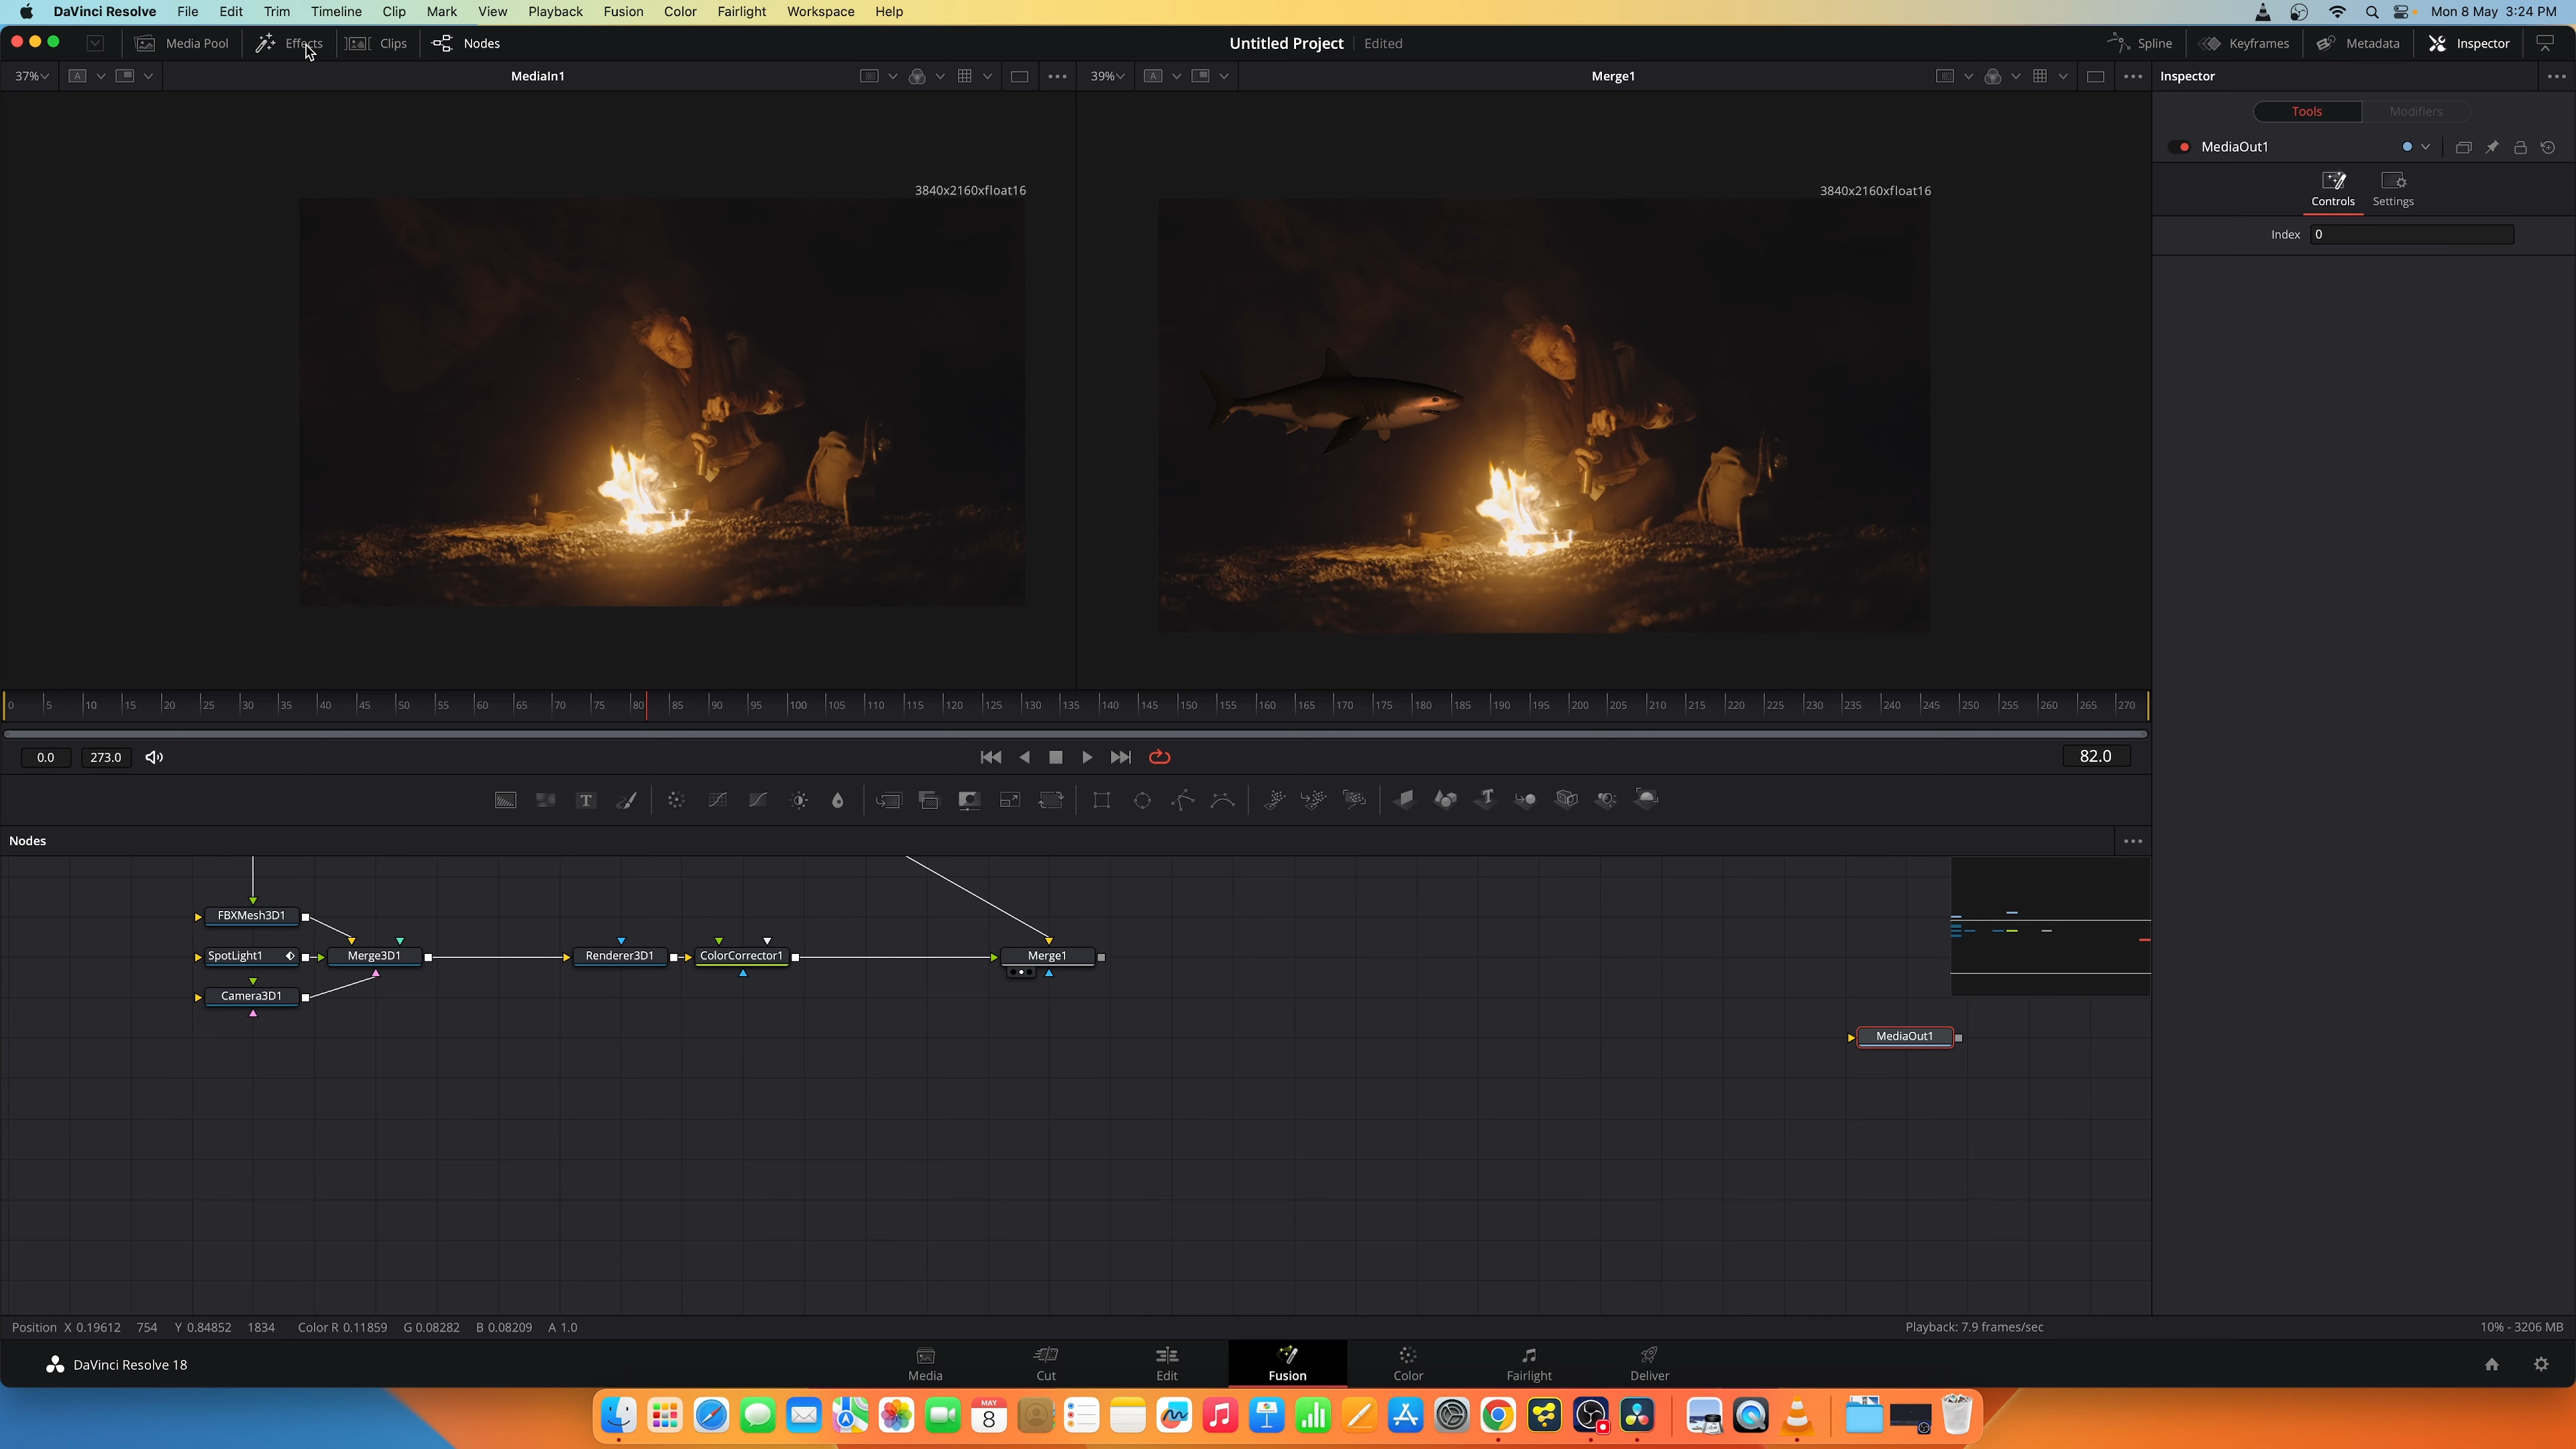 DaVinci Resolve File Edit Trim Timeline Clip Mark View Playback Fusion Color Fairlight Workspace Help Mon 8 May 3:24 PM
Media Pool Effects Clips Nodes Untitled Project Edited Spline Keyframes Metadata Inspector
37% A MediaIn1 39% A Merge1 Inspector
Tools Modifiers
MediaOut1
3840x2160xfloat16 3840x2160xfloat16
Controls Settings
Index 0
0 5 10 15 20 25 30 35 40 45 50 55 60 65 70 75 80 85 90 95 100 105 110 115 120 125 130 135 140 145 150 155 160 165 170 175 180 185 190 195 200 205 210 215 220 225 230 235 240 245 250 255 260 265 270
0.0 273.0 82.0
T
Nodes
FBXMesh3D1
SpotLight1 Merge3D1 Renderer3D1 ColorCorrector1 Merge1
Camera3D1
MediaOut1
Position X 0.19612 754 Y 0.84852 1834 Color R 0.11859 G 0.08282 B 0.08209 A 1.0 Playback: 7.9 frames/sec 10% - 3206 MB
DaVinci Resolve 18 Media Cut Edit Fusion Color Fairlight Deliver
MAY
8